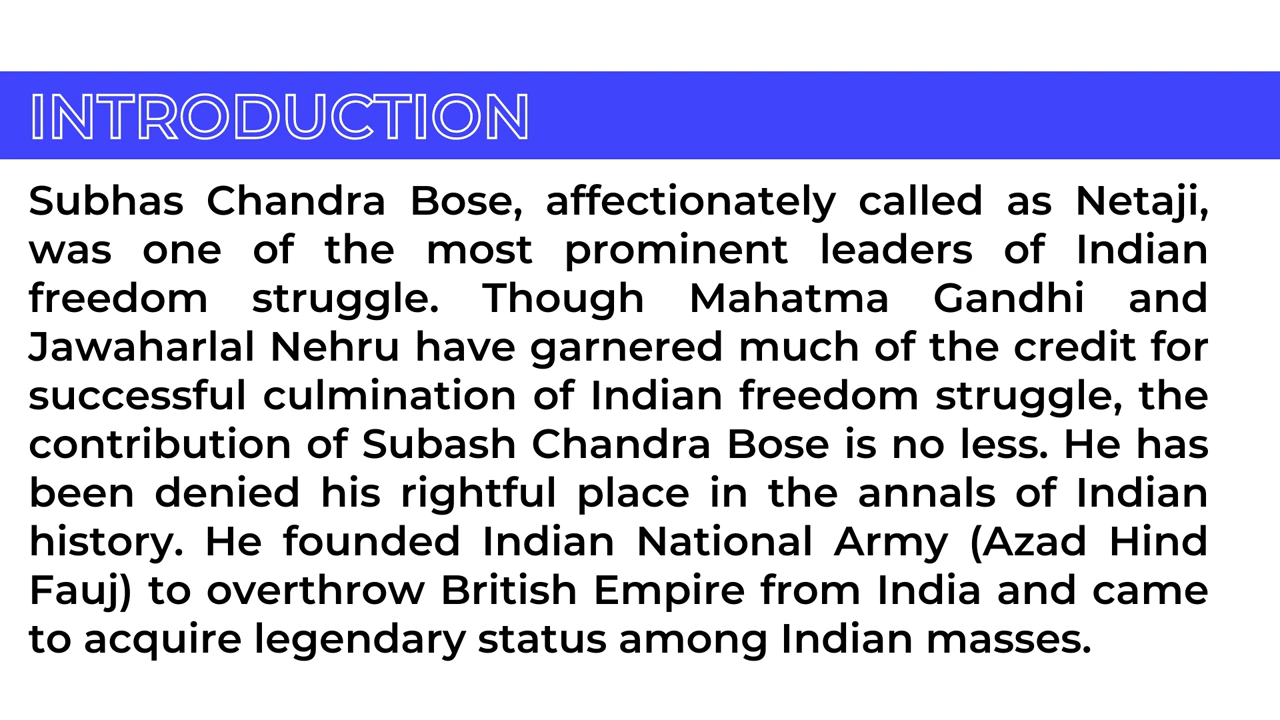 INTRODUCTION
Subhas Chandra Bose, affectionately called as Netaji,
was one of the most prominent leaders of Indian
freedom struggle. Though Mahatma Gandhi and
Jawaharlal Nehru have garnered much of the credit for
successful culmination of Indian freedom struggle, the
contribution of Subash Chandra Bose is no less. He has
been denied his rightful place in the annals of Indian
history. He founded Indian National Army (Azad Hind
Fauj) to overthrow British Empire from India and came
to acquire legendary status among Indian masses.